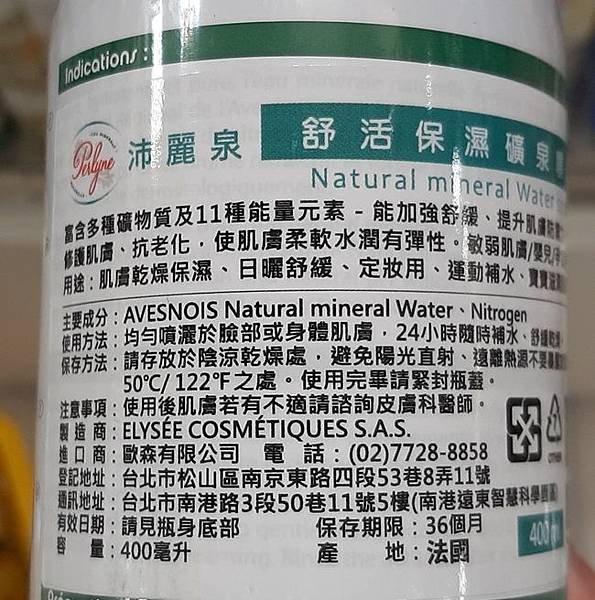 Indications:
Perlyne 沛麗泉 舒活保濕礦泉
Natural mineral Water
富含多種礦物質及11種能量元素-能加強舒緩、提升肌膚
修護肌膚、抗老化，使肌膚柔軟水潤有彈性。敏弱肌膚/嬰兒/
用途：肌膚乾燥保濕、日曬舒緩、定妝用、運動補水、寶寶
主要成分：AVESNOIS Natural mineral Water、Nitrogen
使用方法：均勻噴灑於臉部或身體肌膚，24小時隨時補水、舒緩乾燥。
保存方法：請存放於陰涼乾燥處，避免陽光直射、遠離熱源不要暴露
50℃/ 122℉之處。使用完畢請緊封瓶蓋。
注意事項：使用後肌膚若有不適請諮詢皮膚科醫師。
製造商：ELYSÉE COSMÉTIQUES S.A.S.
進口商：歐森有限公司 電話：(02)7728-8858
登記地址：台北市松山區南京東路四段53巷8弄11號
通訊地址：台北市南港路3段50巷11號5樓(南港遠東智慧科學園區)
有效日期：請見瓶身底部 保存期限：36個月
容量：400毫升 產地：法國
400